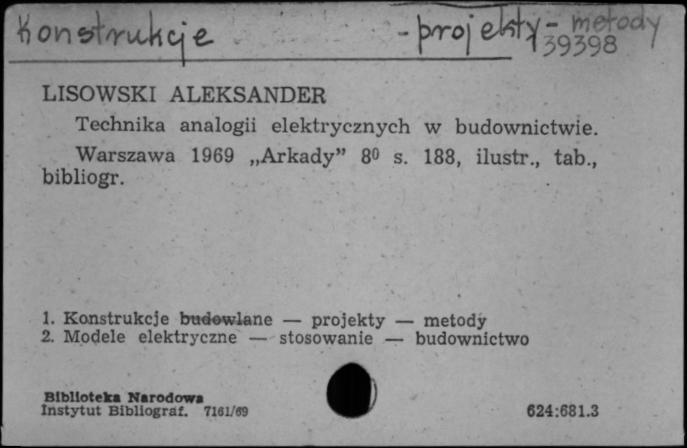 Konstrukcje - projekty - metody
39398
LISOWSKI ALEKSANDER
Technika analogii elektrycznych w budownictwie.
Warszawa 1969 „Arkady” 8⁰ s. 188, ilustr., tab.,
bibliogr.
1. Konstrukcje budowlane — projekty — metody
2. Modele elektryczne — stosowanie — budownictwo
Biblioteka Narodowa
Instytut Bibliograf. 7161/69
624:681.3